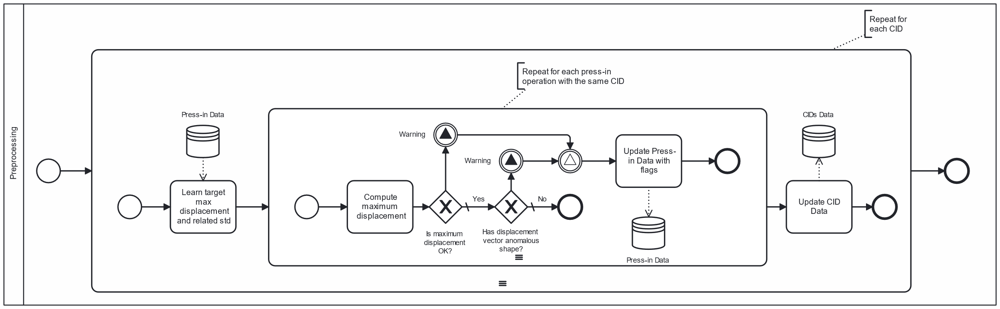 Preprocessing
Repeat for
each CID
Repeat for each press-in
operation with the same CID
Press-in Data
Learn target
max
displacement
and related std
Compute
maximum
displacement
Warning
Is maximum
displacement
OK?
Yes
Warning
Has displacement
vector anomalous
shape?
No
Update Press-
in Data with
flags
Press-in Data
CIDs Data
Update CID
Data